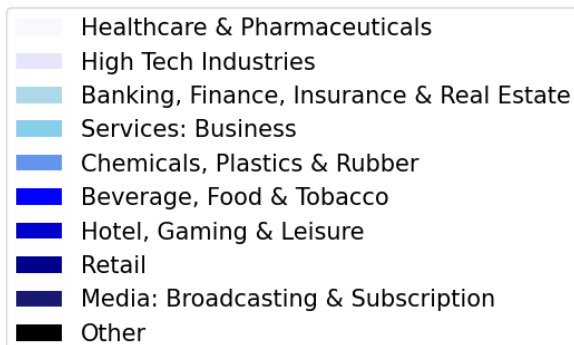 Healthcare & Pharmaceuticals
High Tech Industries
Banking, Finance, Insurance & Real Estate
Services: Business
Chemicals, Plastics & Rubber
Beverage, Food & Tobacco
Hotel, Gaming & Leisure
Retail
Media: Broadcasting & Subscription
Other